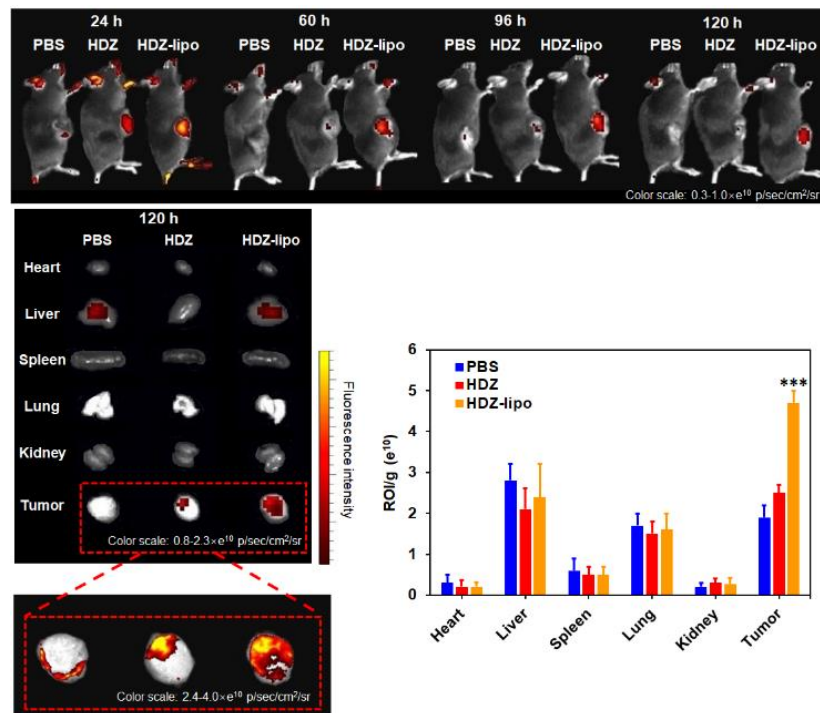 24 h 60 h 96 h 120 h
PBS HDZ HDZ-lipo PBS HDZ HDZ-lipo PBS HDZ HDZ-lipo PBS HDZ HDZ-lipo
Color scale: 0.3-1.0×e¹⁰ p/sec/cm²/sr
120 h
PBS HDZ HDZ-lipo
Heart
Liver
Spleen
Lung
Kidney
Tumor
Color scale: 0.8-2.3×e¹⁰ p/sec/cm²/sr
Fluorescence intensity
Color scale: 2.4-4.0×e¹⁰ p/sec/cm²/sr
ROI/g (e¹⁰)
6
5
4
3
2
1
0
PBS
HDZ
HDZ-lipo
***
Heart Liver Spleen Lung Kidney Tumor